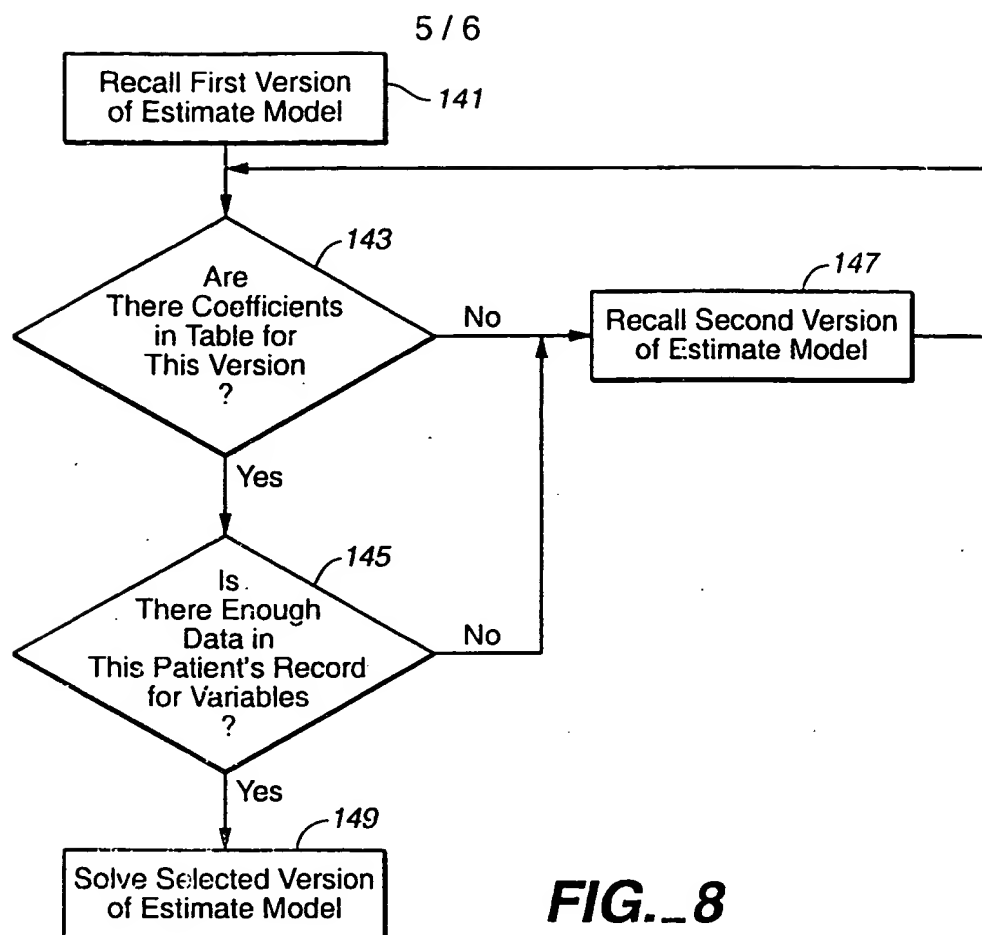 5 / 6
Recall First Version
of Estimate Model
141
143
Are
There Coefficients
in Table for
This Version
?
No
147
Recall Second Version
of Estimate Model
Yes
145
Is
There Enough
Data in
This Patient's Record
for Variables
?
No
Yes
149
Solve Selected Version
of Estimate Model
FIG._8